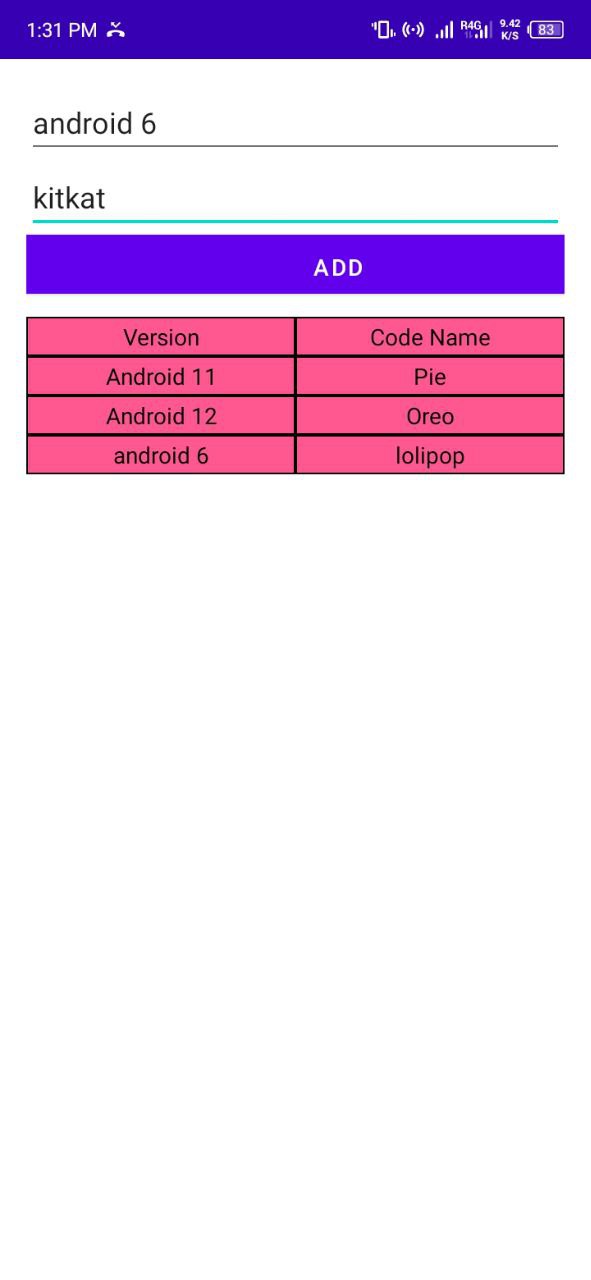 1:31 PM R4G 9.42 K/S 83
android 6
kitkat
ADD
Version Code Name
Android 11 Pie
Android 12 Oreo
android 6 lolipop